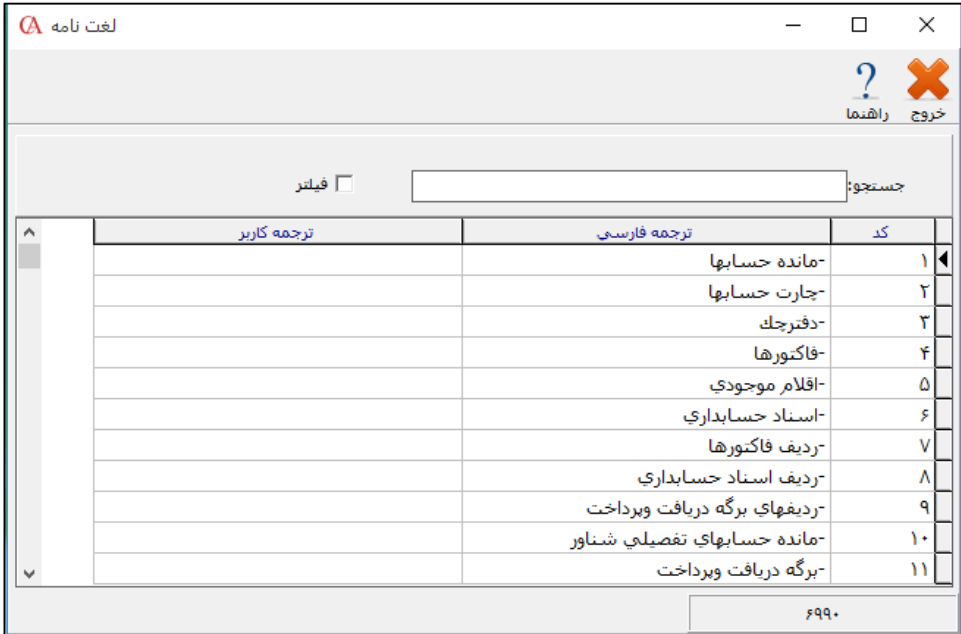 لغت نامه
خروج
راهنما
جستجو:
فیلتر
کد ترجمه فارسي ترجمه کاربر
۱ -مانده حسابها
۲ -چارت حسابها
۳ -دفترچك
۴ -فاکتورها
۵ -اقلام موجودي
۶ -اسناد حسابداري
۷ -رديف فاکتورها
۸ -رديف اسناد حسابداري
۹ -رديفهاي برگه دريافت وپرداخت
۱۰ -مانده حسابهاي تفصيلي شناور
۱۱ -برگه دريافت وپرداخت
۶۹۹۰